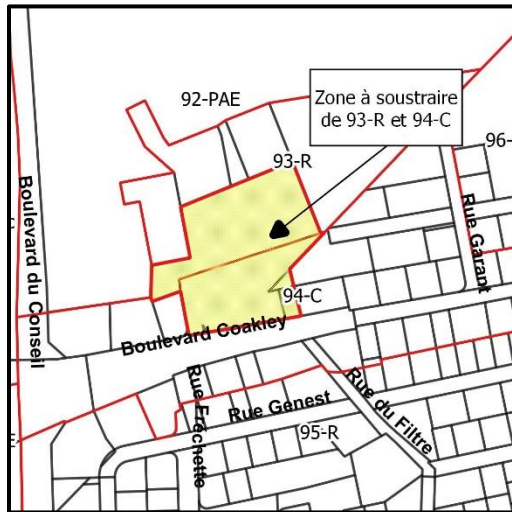 92-PAE
Zone à soustraire
de 93-R et 94-C
96-
93-R
Boulevard du Conseil
Rue Garant
94-C
Boulevard Coakley
Rue Fréchette
Rue Genest
Rue du Filtre
95-R